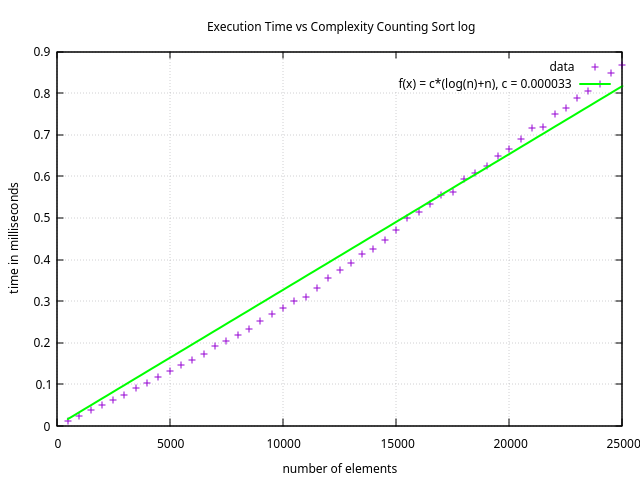 Execution Time vs Complexity Counting Sort log
0.9
data
f(x) = c*(log(n)+n), c = 0.000033
0.8
0.7
0.6
0.5
time in milliseconds
0.4
0.3
0.2
0.1
0
0 5000 10000 15000 20000 25000
number of elements